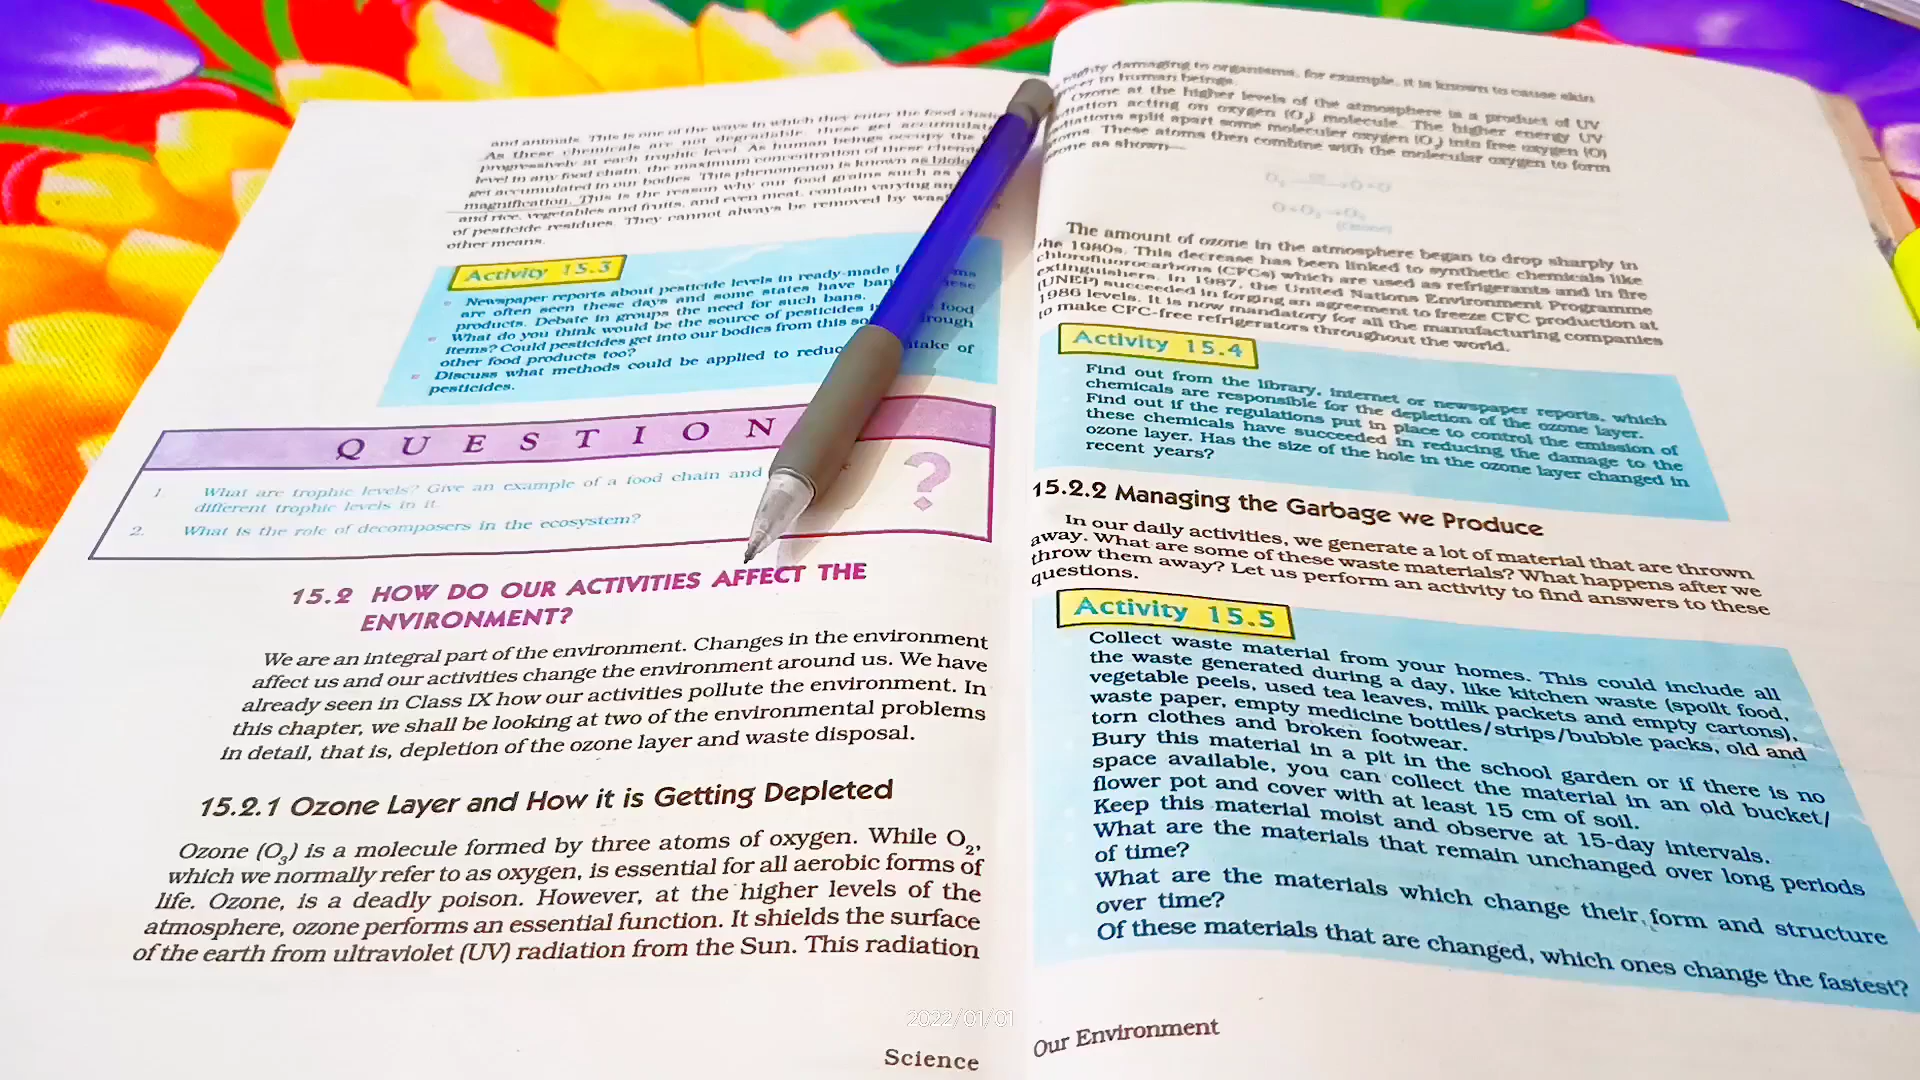 and animals. This is one of the ways in which they enter the food chain.
As these chemicals are not degradable, these get accumulated
progressively at each trophic level. As human beings occupy the
level in any food chain, the maximum concentration of these chemi
get accumulated in our bodies. This phenomenon is known as biolo
magnification. This is the reason why our food grains such as
and rice, vegetables and fruits, and even meat, contain varying am
of pesticide residues. They cannot always be removed by was
other means.
Activity 15.3
Newspaper reports about pesticide levels in ready-made f ms
are often seen these days and some states have ban ese
products. Debate in groups the need for such bans.
What do you think would be the source of pesticides i food
items? Could pesticides get into our bodies from this so rough
other food products too?
Discuss what methods could be applied to reduc ntake of
pesticides.
QUESTION
?
1. What are trophic levels? Give an example of a food chain and
different trophic levels in it.
2. What is the role of decomposers in the ecosystem?
15.2 HOW DO OUR ACTIVITIES AFFECT THE
ENVIRONMENT?
We are an integral part of the environment. Changes in the environment
affect us and our activities change the environment around us. We have
already seen in Class IX how our activities pollute the environment. In
this chapter, we shall be looking at two of the environmental problems
in detail, that is, depletion of the ozone layer and waste disposal.
15.2.1 Ozone Layer and How it is Getting Depleted
Ozone (O₃) is a molecule formed by three atoms of oxygen. While O₂,
which we normally refer to as oxygen, is essential for all aerobic forms of
life. Ozone, is a deadly poison. However, at the higher levels of the
atmosphere, ozone performs an essential function. It shields the surface
of the earth from ultraviolet (UV) radiation from the Sun. This radiation
2022/01/01
Science
highly damaging to organisms, for example, it is known to cause skin
cancer in human beings.
Ozone at the higher levels of the atmosphere is a product of UV
radiation acting on oxygen (O₂) molecule. The higher energy UV
radiations split apart some moleculer oxygen (O₂) into free oxygen (O)
atoms. These atoms then combine with the molecular oxygen to form
ozone as shown—
O₂ → O+O
O+O₂ → O₃
(Ozone)
The amount of ozone in the atmosphere began to drop sharply in
the 1980s. This decrease has been linked to synthetic chemicals like
chlorofluorocarbons (CFCs) which are used as refrigerants and in fire
extinguishers. In 1987, the United Nations Environment Programme
(UNEP) succeeded in forging an agreement to freeze CFC production at
1986 levels. It is now mandatory for all the manufacturing companies
to make CFC-free refrigerators throughout the world.
Activity 15.4
Find out from the library, internet or newspaper reports, which
chemicals are responsible for the depletion of the ozone layer.
Find out if the regulations put in place to control the emission of
these chemicals have succeeded in reducing the damage to the
ozone layer. Has the size of the hole in the ozone layer changed in
recent years?
15.2.2 Managing the Garbage we Produce
In our daily activities, we generate a lot of material that are thrown
away. What are some of these waste materials? What happens after we
throw them away? Let us perform an activity to find answers to these
questions.
Activity 15.5
Collect waste material from your homes. This could include all
the waste generated during a day, like kitchen waste (spoilt food,
vegetable peels, used tea leaves, milk packets and empty cartons),
waste paper, empty medicine bottles/strips/bubble packs, old and
torn clothes and broken footwear.
Bury this material in a pit in the school garden or if there is no
space available, you can collect the material in an old bucket/
flower pot and cover with at least 15 cm of soil.
Keep this material moist and observe at 15-day intervals.
What are the materials that remain unchanged over long periods
of time?
What are the materials which change their form and structure
over time?
Of these materials that are changed, which ones change the fastest?
Our Environment